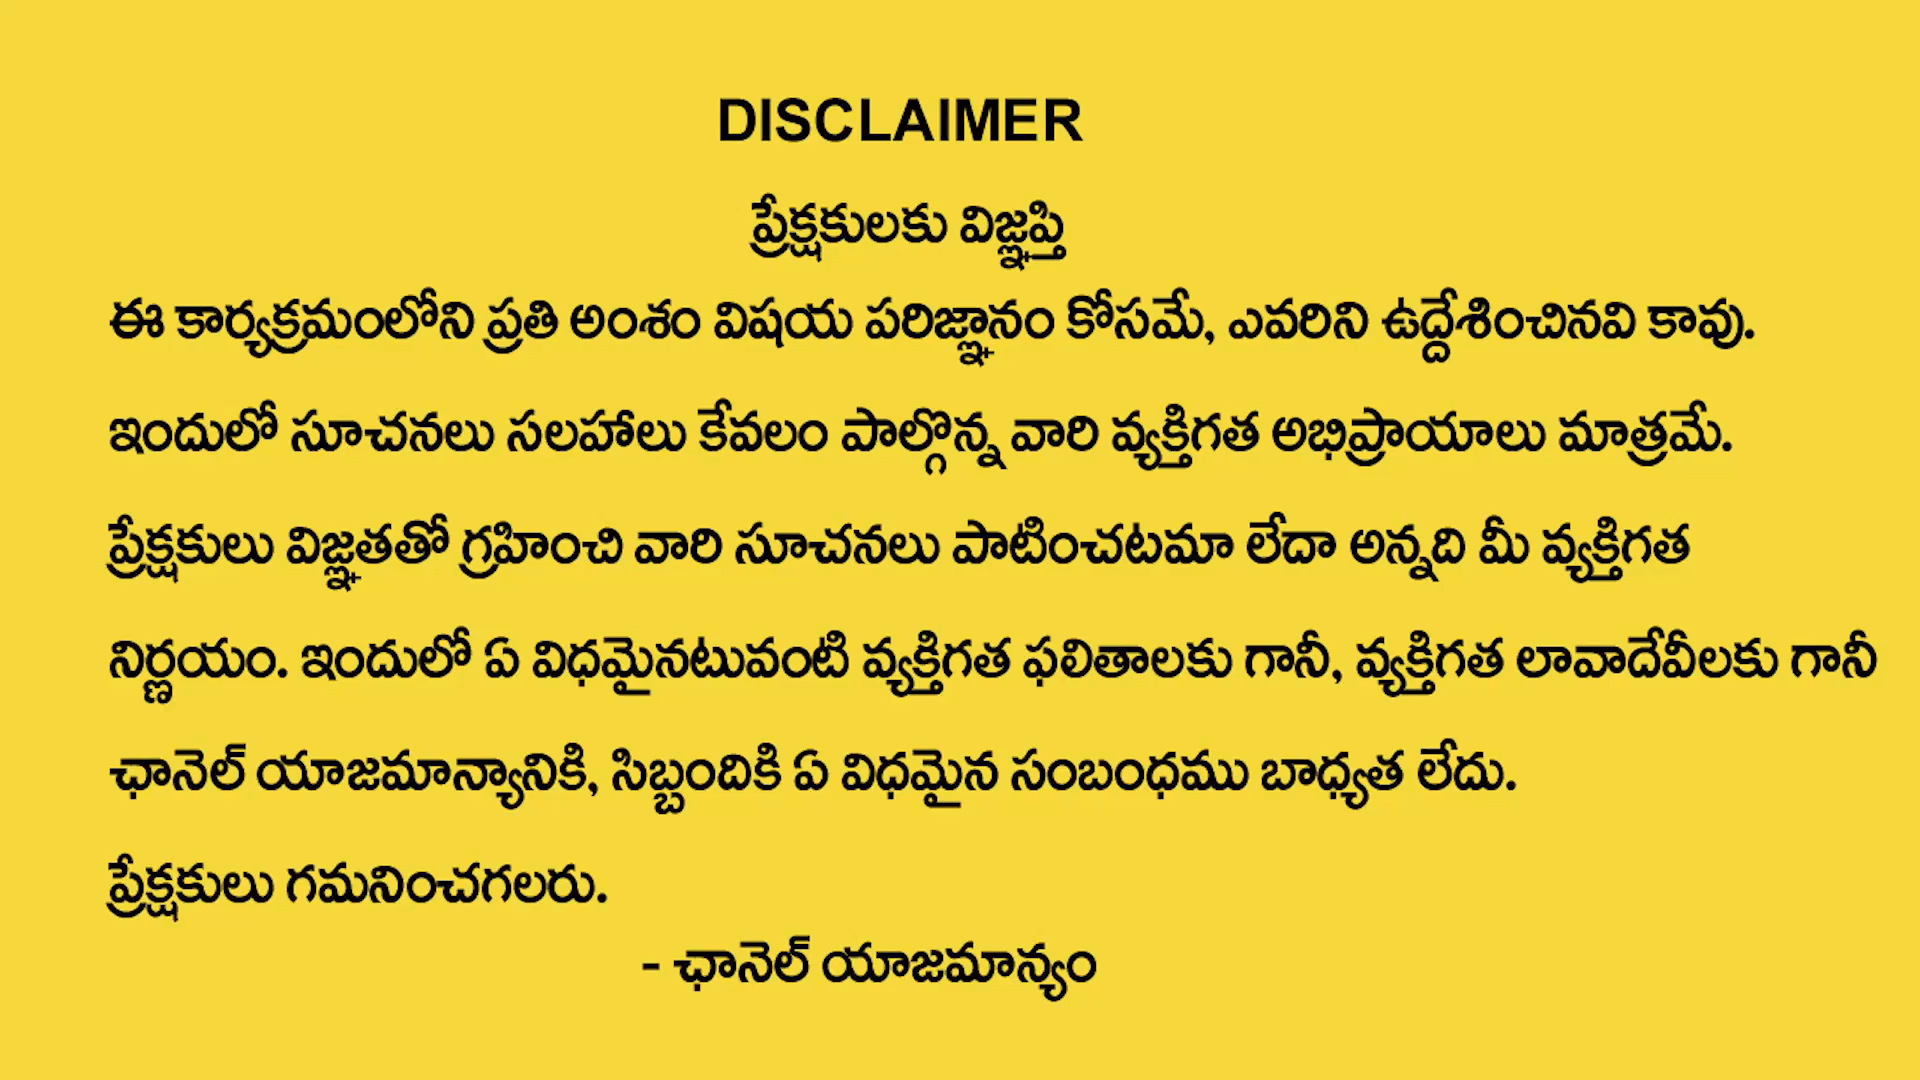 DISCLAIMER
ప్రేక్షకులకు విజ్ఞప్తి
ఈ కార్యక్రమంలోని ప్రతి అంశం విషయ పరిజ్ఞానం కోసమే, ఎవరిని ఉద్దేశించినవి కావు.
ఇందులో సూచనలు సలహాలు కేవలం పాల్గొన్న వారి వ్యక్తిగత అభిప్రాయాలు మాత్రమే.
ప్రేక్షకులు విజ్ఞతతో గ్రహించి వారి సూచనలు పాటించటమా లేదా అన్నది మీ వ్యక్తిగత
నిర్ణయం. ఇందులో ఏ విధమైనటువంటి వ్యక్తిగత ఫలితాలకు గానీ, వ్యక్తిగత లావాదేవీలకు గానీ
ఛానెల్ యాజమాన్యానికి, సిబ్బందికి ఏ విధమైన సంబంధము బాధ్యత లేదు.
ప్రేక్షకులు గమనించగలరు.
- ఛానెల్ యాజమాన్యం